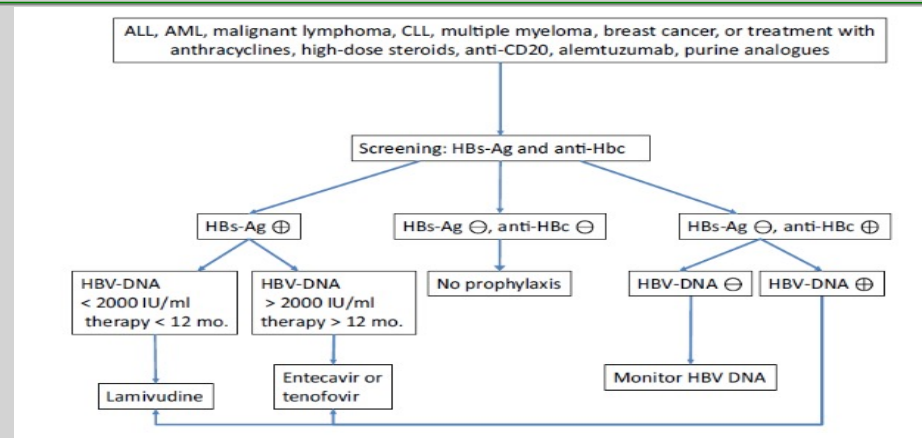 ALL, AML, malignant lymphoma, CLL, multiple myeloma, breast cancer, or treatment with
anthracyclines, high-dose steroids, anti-CD20, alemtuzumab, purine analogues
Screening: HBs-Ag and anti-Hbc
HBs-Ag ⊕
HBs-Ag ⊖, anti-HBc ⊖
HBs-Ag ⊖, anti-HBc ⊕
HBV-DNA
< 2000 IU/ml
therapy < 12 mo.
HBV-DNA
> 2000 IU/ml
therapy > 12 mo.
No prophylaxis
HBV-DNA ⊖
HBV-DNA ⊕
Lamivudine
Entecavir or
tenofovir
Monitor HBV DNA